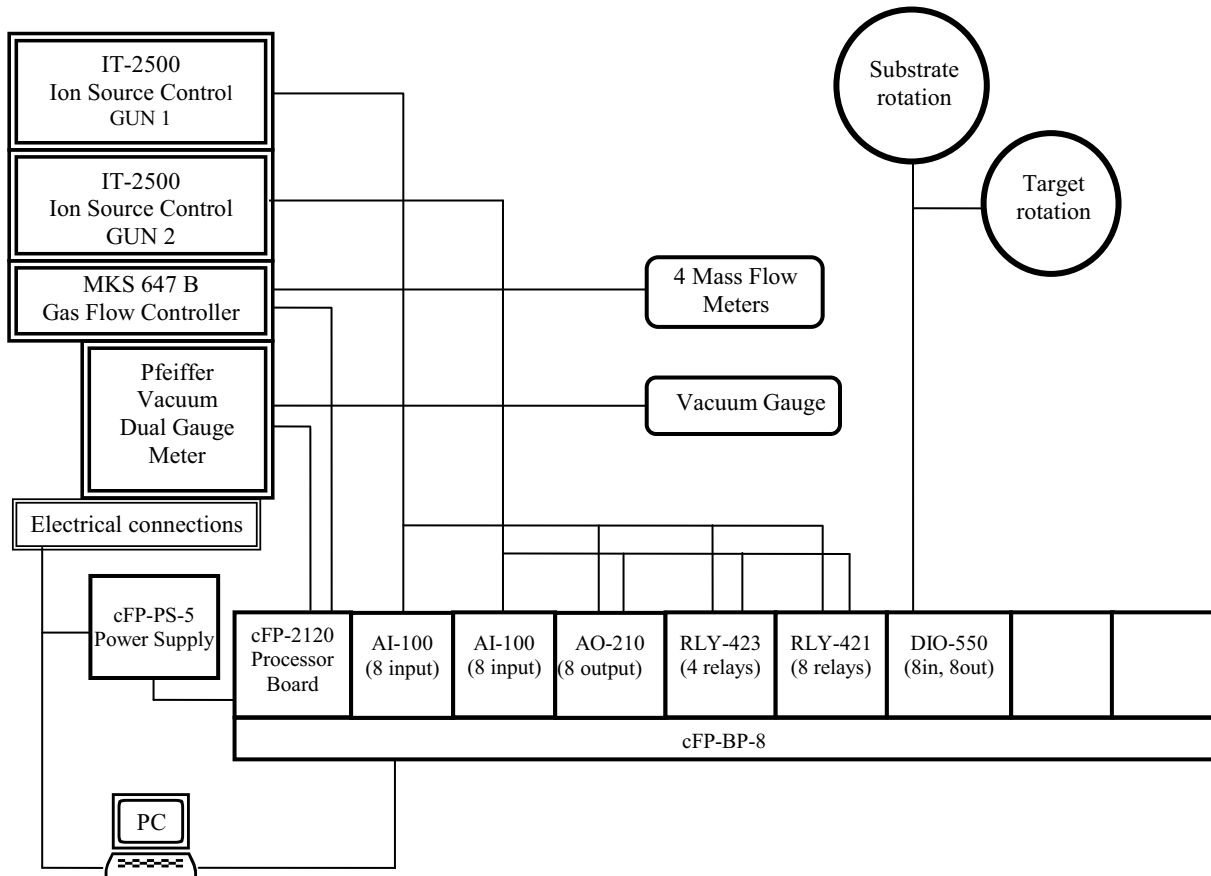 IT-2500
Ion Source Control
GUN 1
IT-2500
Ion Source Control
GUN 2
MKS 647 B
Gas Flow Controller
Pfeiffer
Vacuum
Dual Gauge
Meter
Electrical connections
Substrate
rotation
Target
rotation
4 Mass Flow
Meters
Vacuum Gauge
cFP-PS-5
Power Supply
cFP-2120
Processor
Board
AI-100
(8 input)
AI-100
(8 input)
AO-210
(8 output)
RLY-423
(4 relays)
RLY-421
(8 relays)
DIO-550
(8in, 8out)
cFP-BP-8
PC